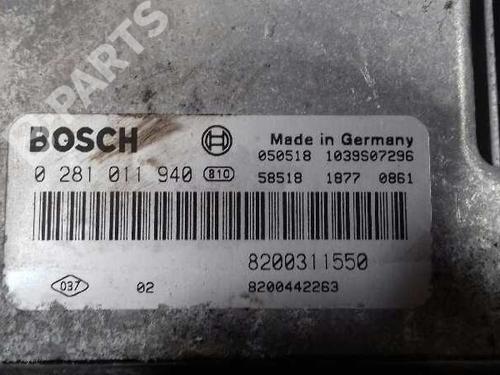 PARTS
BOSCH
Made in Germany
050518 1039S07296
0 281 011 940 810
58518 1877 0861
8200311550
037 02 8200442263